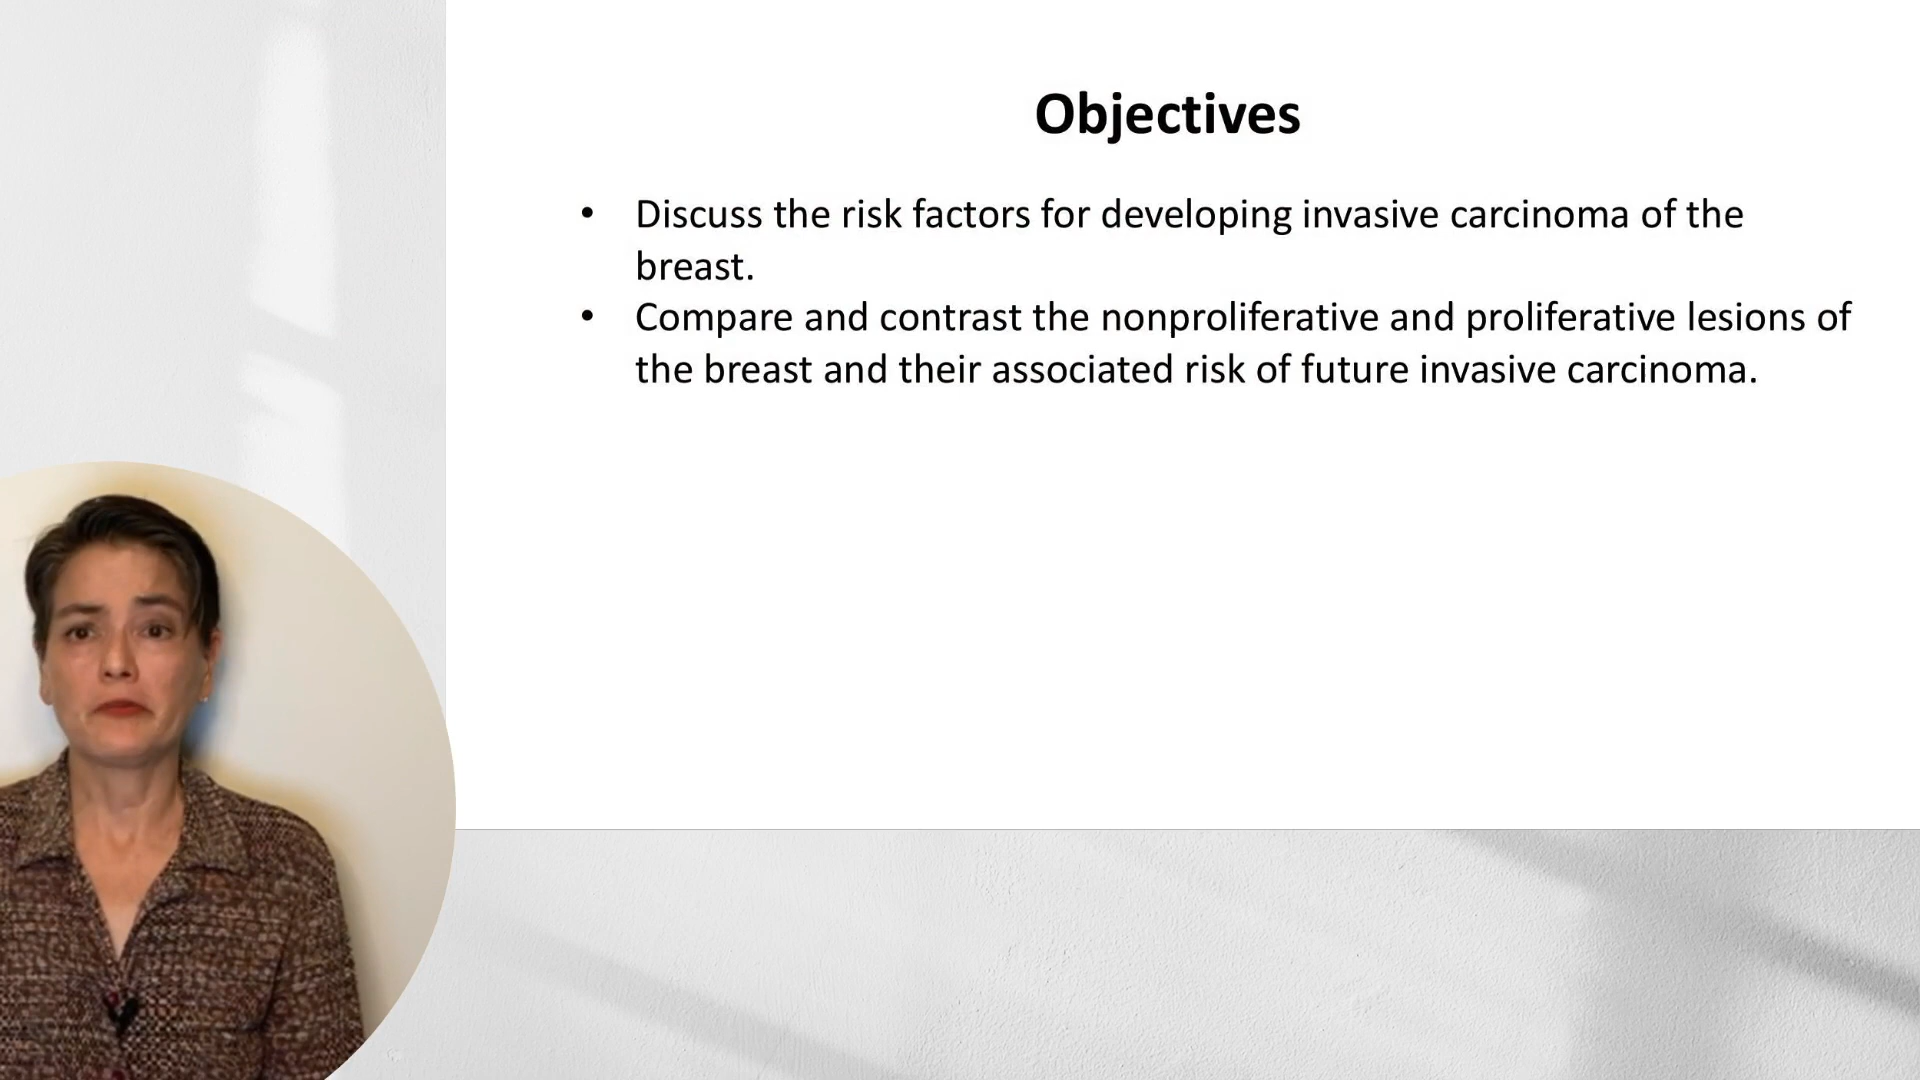 Objectives
• Discuss the risk factors for developing invasive carcinoma of the
breast.
• Compare and contrast the nonproliferative and proliferative lesions of
the breast and their associated risk of future invasive carcinoma.